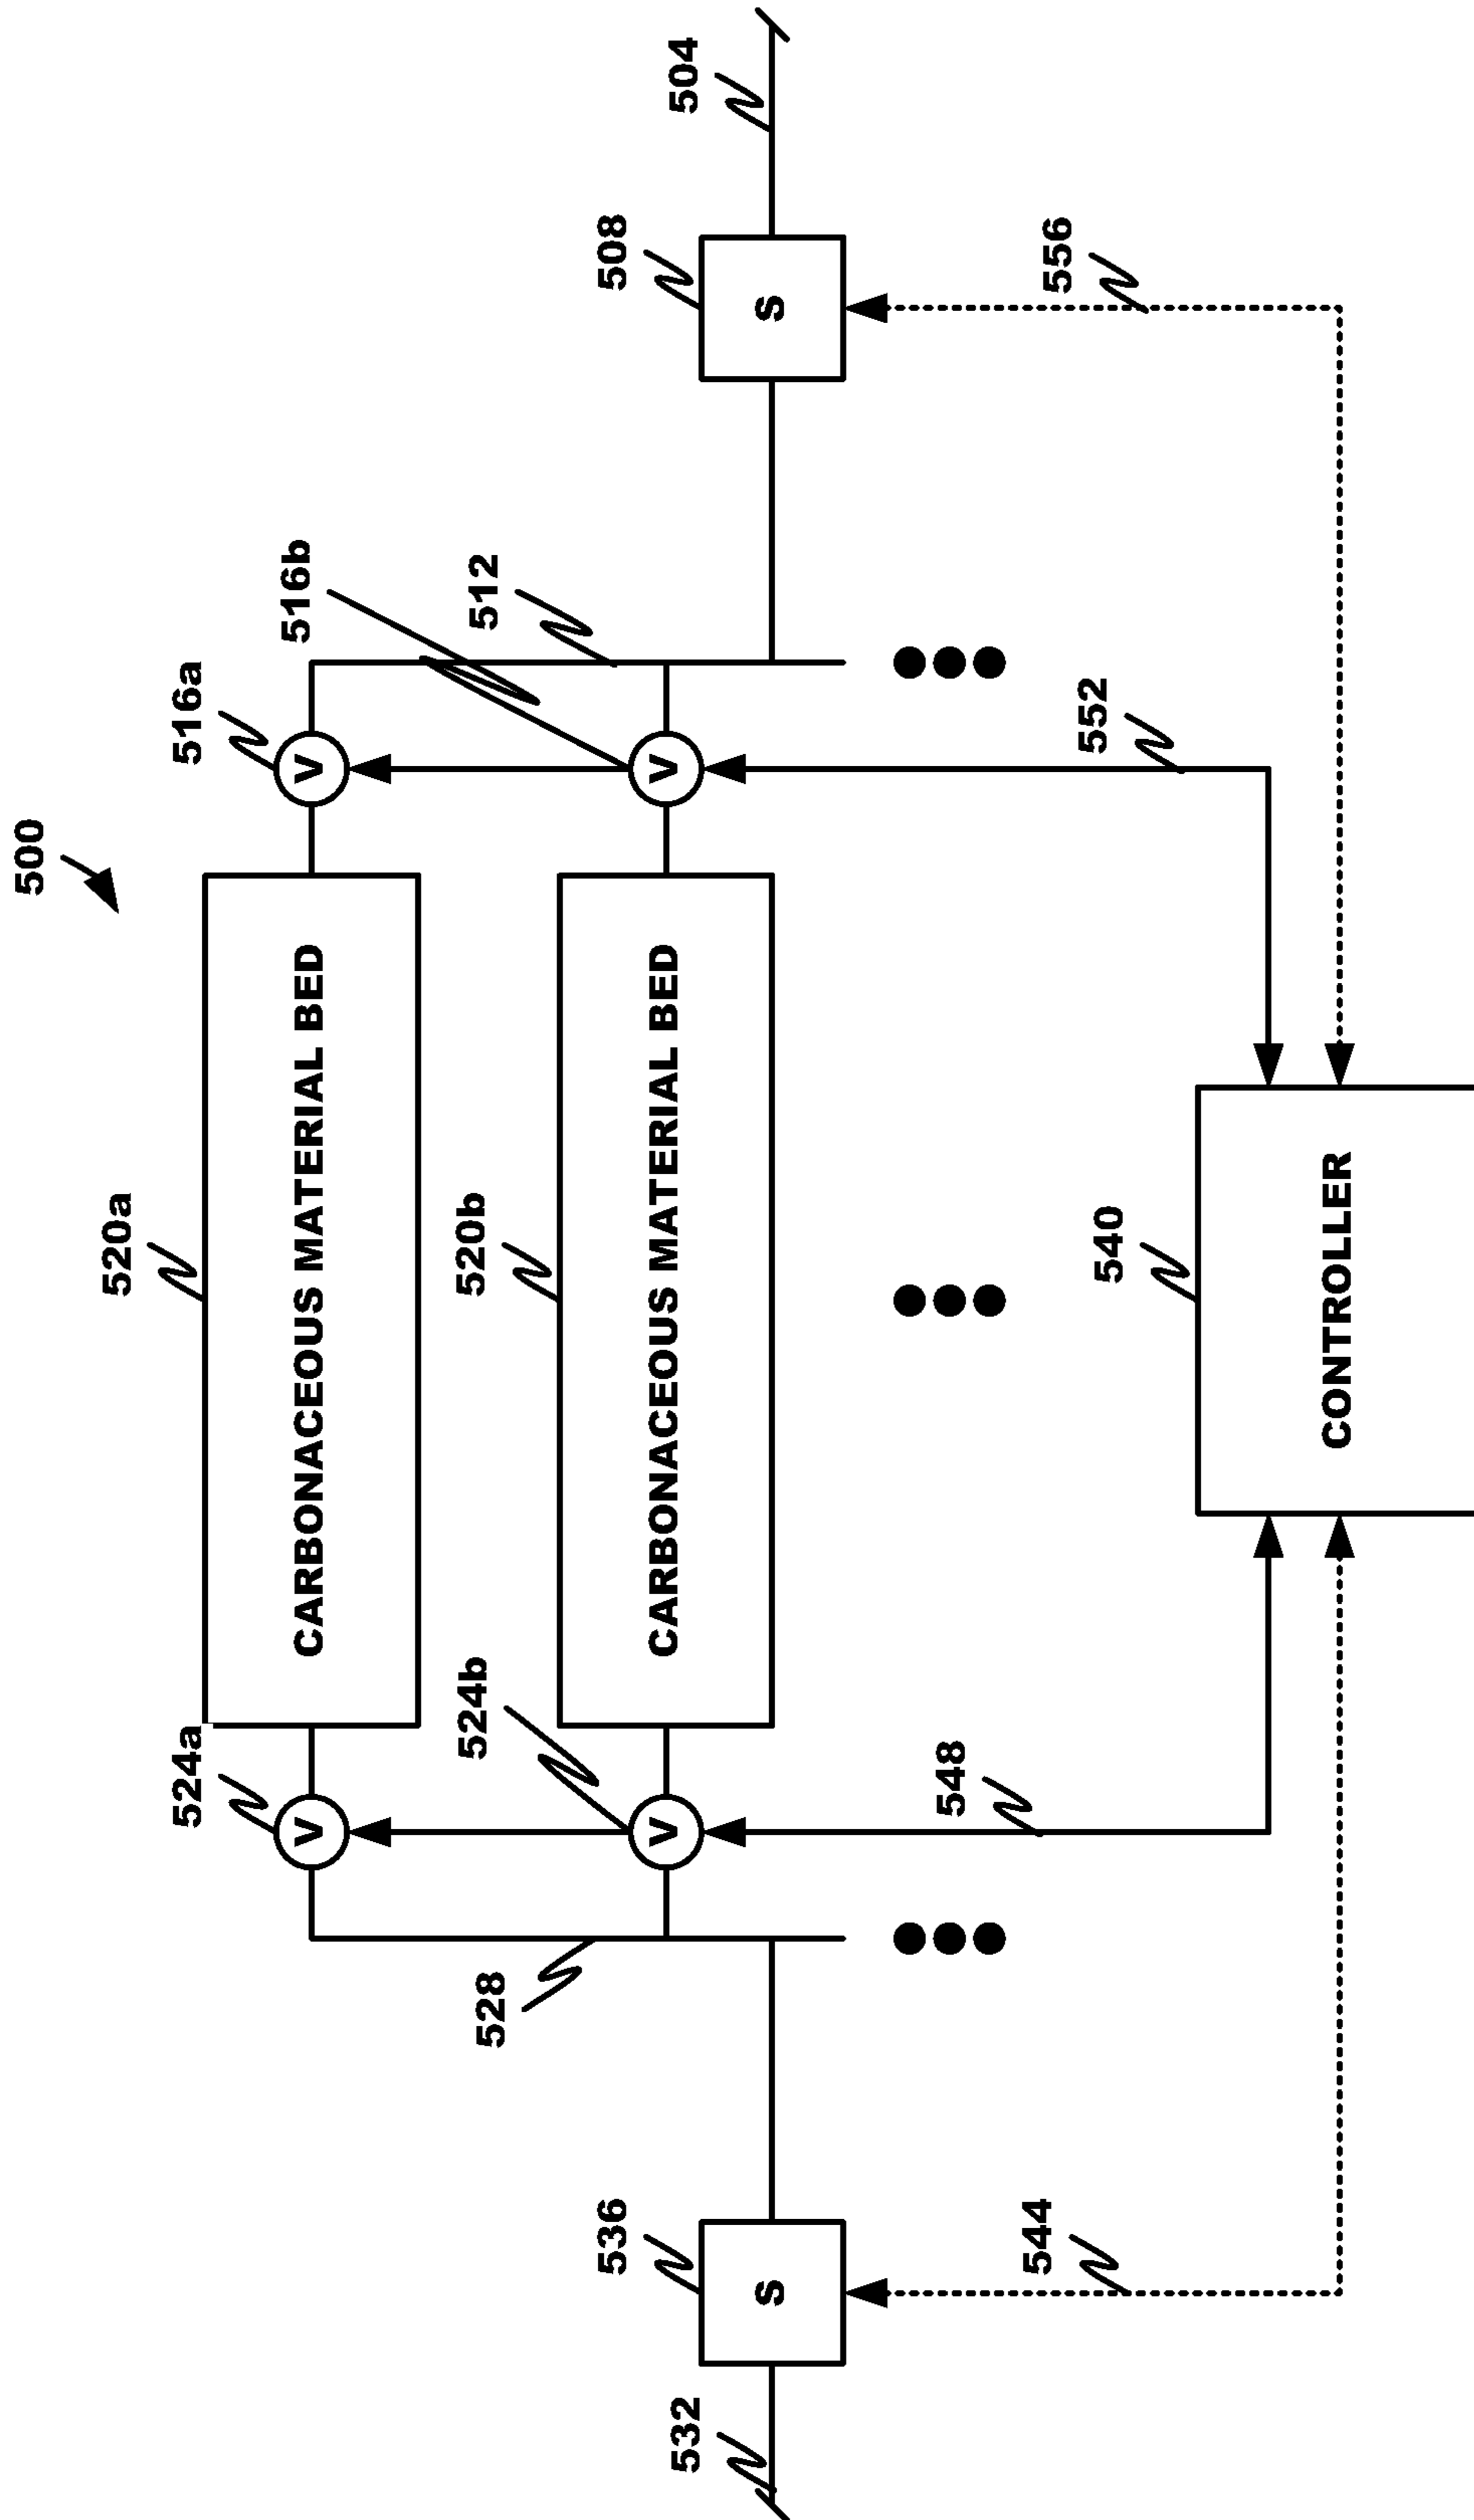 500
520a
524a
516a
516b
V
CARBONACEOUS MATERIAL BED
V
528
524b
520b
512
536
508
V
CARBONACEOUS MATERIAL BED
V
532
504
S
S
548
544
556
552
540
CONTROLLER